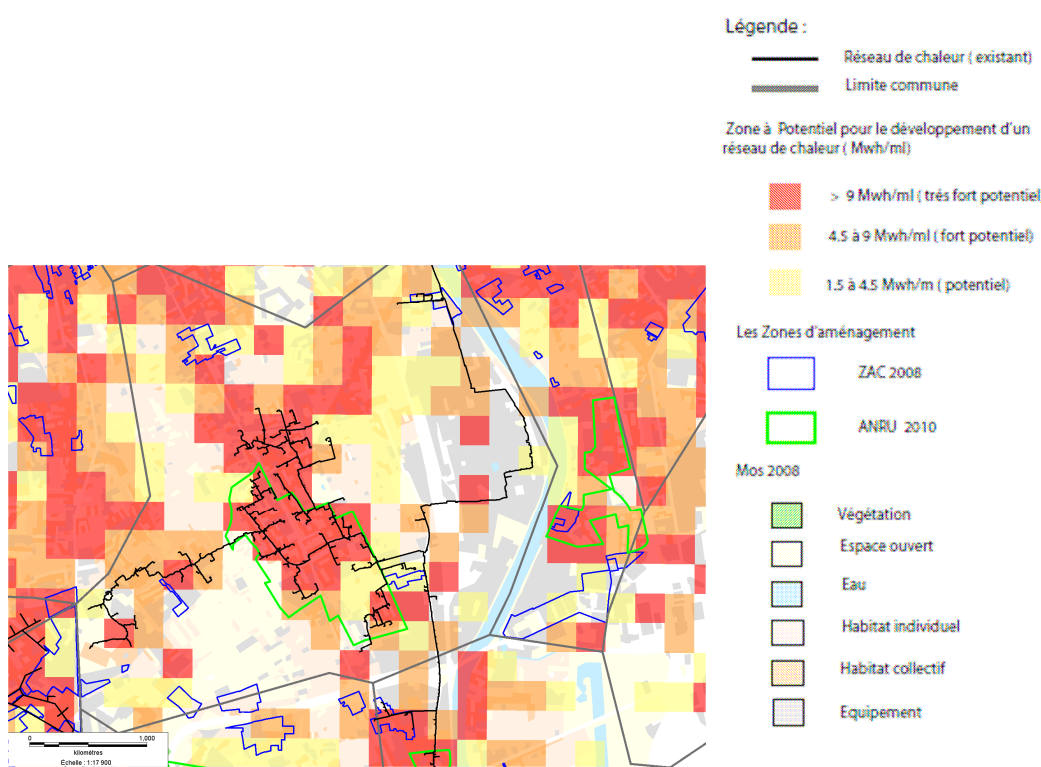 Légende :
Réseau de chaleur ( existant)
Limite commune
Zone à Potentiel pour le développement d'un
réseau de chaleur ( Mwh/ml)
> 9 Mwh/ml ( trés fort potentiel
4.5 à 9 Mwh/ml ( fort potentiel)
1.5 à 4.5 Mwh/m ( potentiel)
Les Zones d'aménagement
ZAC 2008
ANRU 2010
Mos 2008
Végétation
Espace ouvert
Eau
Habitat individuel
Habitat collectif
Equipement
0 1,000
kilométres
Échelle : 1:17 900